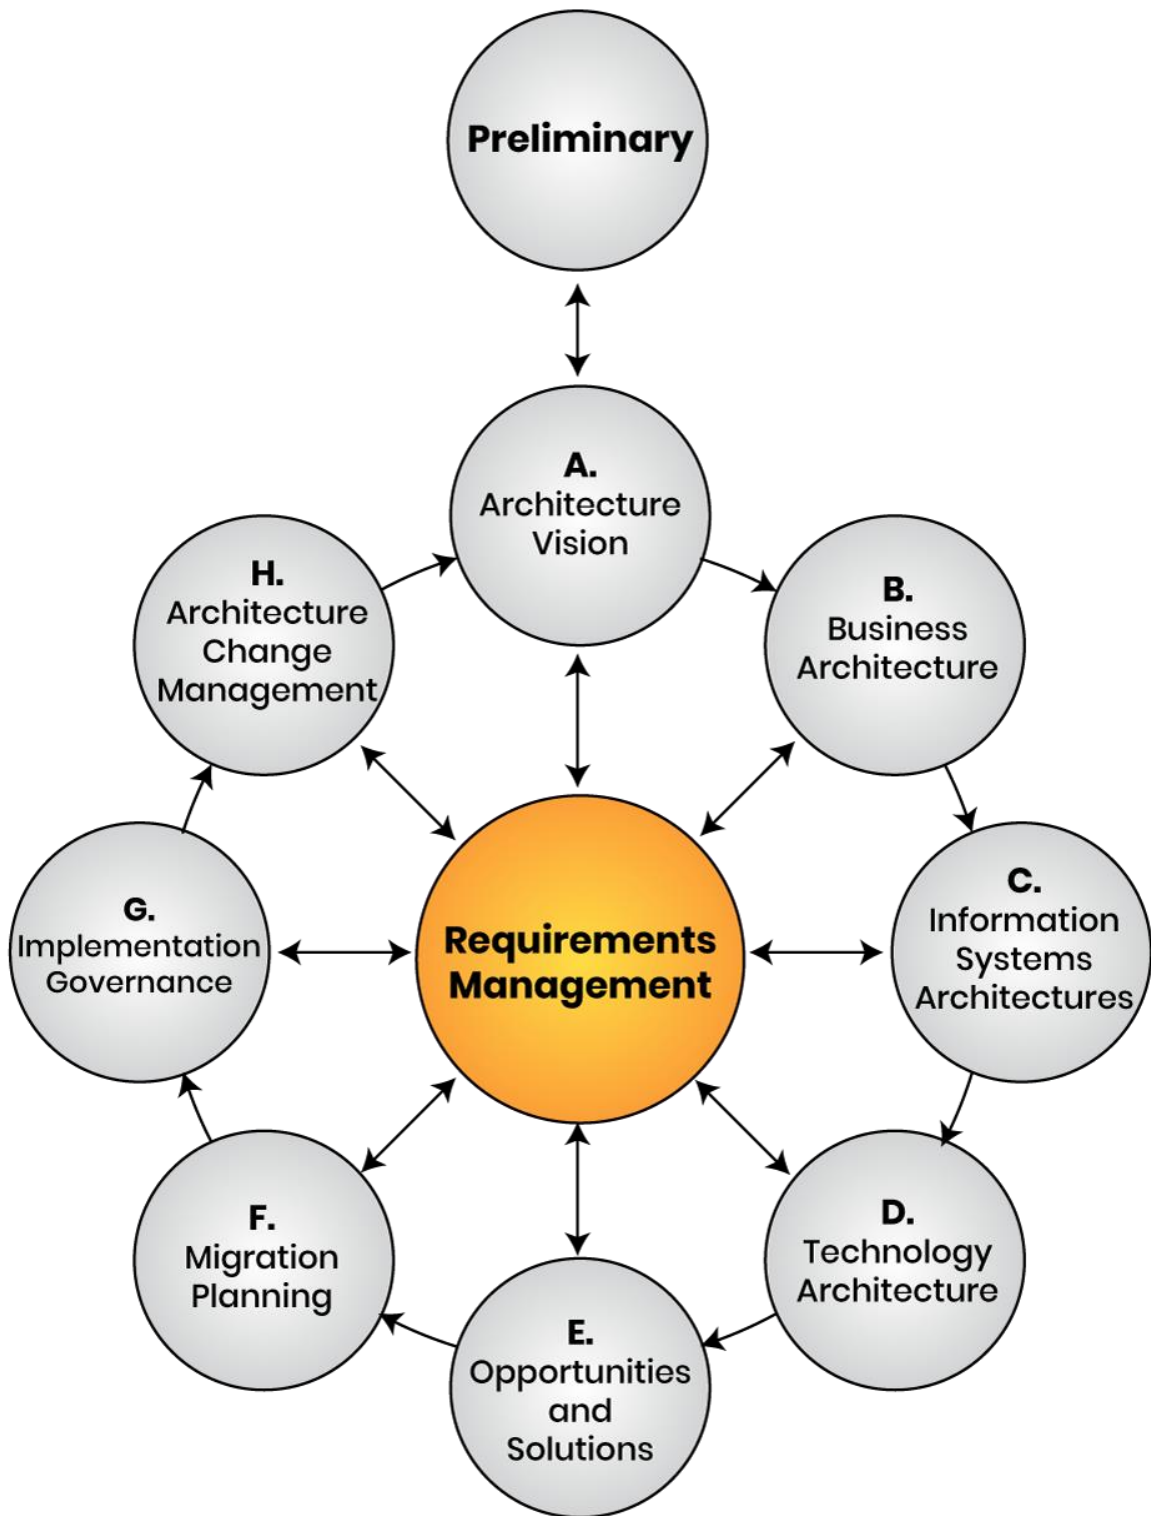 Preliminary
A.
Architecture
Vision
B.
Business
Architecture
C.
Information
Systems
Architectures
D.
Technology
Architecture
E.
Opportunities
and
Solutions
F.
Migration
Planning
G.
Implementation
Governance
H.
Architecture
Change
Management
Requirements
Management